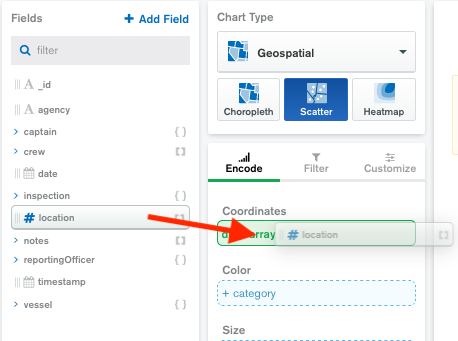 Fields
+ Add Field
filter
A _id
A agency
> captain { }
> crew [ ]
date
> inspection { }
# location [ ]
> notes [ ]
> reportingOfficer { }
timestamp
> vessel { }
Chart Type
Geospatial
Choropleth
Scatter
Heatmap
Encode
Filter
Customize
Coordinates
# location [ ]
Color
+ category
Size